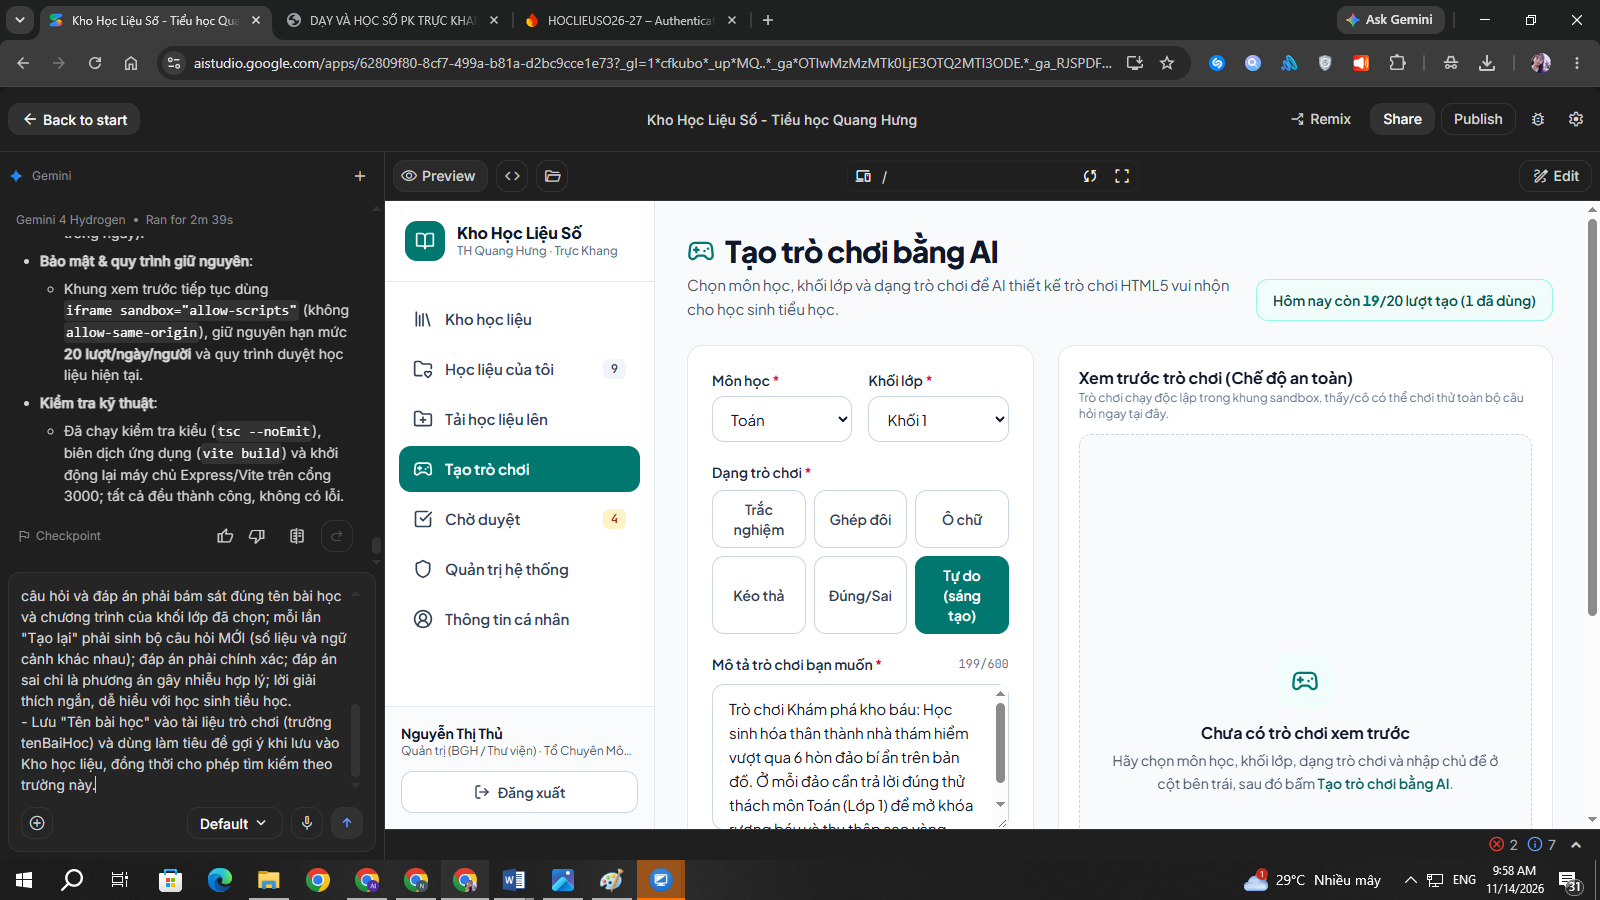 Kho Học Liệu Số - Tiểu học Qua
DẠY VÀ HỌC SỐ PK TRỰC KHA
HOCLIEUSO26-27 – Authenticat
Ask Gemini
aistudio.google.com/apps/62809f80-8cf7-499a-b81a-d2bc9cce1e73?_gl=1*cfkubo*_up*MQ..*_ga*OTIwMzMzMTk0LjE3OTQ2MTI3ODE.*_ga_RJSPDF...
Back to start
Kho Học Liệu Số - Tiểu học Quang Hưng
Remix
Share
Publish
Gemini
Preview
/
Edit
Gemini 4 Hydrogen • Ran for 2m 39s
trong ngày).
• Bảo mật & quy trình giữ nguyên:
Khung xem trước tiếp tục dùng
iframe sandbox="allow-scripts" (không
allow-same-origin), giữ nguyên hạn mức
20 lượt/ngày/người và quy trình duyệt học
liệu hiện tại.
• Kiểm tra kỹ thuật:
Đã chạy kiểm tra kiểu (tsc --noEmit),
biên dịch ứng dụng (vite build) và khởi
động lại máy chủ Express/Vite trên cổng
3000; tất cả đều thành công, không có lỗi.
Checkpoint
câu hỏi và đáp án phải bám sát đúng tên bài học
và chương trình của khối lớp đã chọn; mỗi lần
"Tạo lại" phải sinh bộ câu hỏi MỚI (số liệu và ngữ
cảnh khác nhau); đáp án phải chính xác; đáp án
sai chỉ là phương án gây nhiễu hợp lý; lời giải
thích ngắn, dễ hiểu với học sinh tiểu học.
- Lưu "Tên bài học" vào tài liệu trò chơi (trường
tenBaiHoc) và dùng làm tiêu đề gợi ý khi lưu vào
Kho học liệu, đồng thời cho phép tìm kiếm theo
trường này.
Default
Kho Học Liệu Số
TH Quang Hưng · Trực Khang
Kho học liệu
Học liệu của tôi 9
Tải học liệu lên
Tạo trò chơi
Chờ duyệt 4
Quản trị hệ thống
Thông tin cá nhân
Nguyễn Thị Thủ
Quản trị (BGH / Thư viện) · Tổ Chuyên Mô...
Đăng xuất
Tạo trò chơi bằng AI
Chọn môn học, khối lớp và dạng trò chơi để AI thiết kế trò chơi HTML5 vui nhộn
cho học sinh tiểu học.
Hôm nay còn 19/20 lượt tạo (1 đã dùng)
Môn học *
Khối lớp *
Toán
Khối 1
Dạng trò chơi *
Trắc
nghiệm
Ghép đôi
Ô chữ
Kéo thả
Đúng/Sai
Tự do
(sáng
tạo)
Mô tả trò chơi bạn muốn *
199/600
Trò chơi Khám phá kho báu: Học
sinh hóa thân thành nhà thám hiểm
vượt qua 6 hòn đảo bí ẩn trên bản
đồ. Ở mỗi đảo cần trả lời đúng thử
thách môn Toán (Lớp 1) để mở khóa
rương báu và thu thập sao vàng
Xem trước trò chơi (Chế độ an toàn)
Trò chơi chạy độc lập trong khung sandbox, thầy/cô có thể chơi thử toàn bộ câu
hỏi ngay tại đây.
Chưa có trò chơi xem trước
Hãy chọn môn học, khối lớp, dạng trò chơi và nhập chủ đề ở
cột bên trái, sau đó bấm Tạo trò chơi bằng AI.
2
7
1
29°C Nhiều mây
ENG
9:58 AM
11/14/2026
31